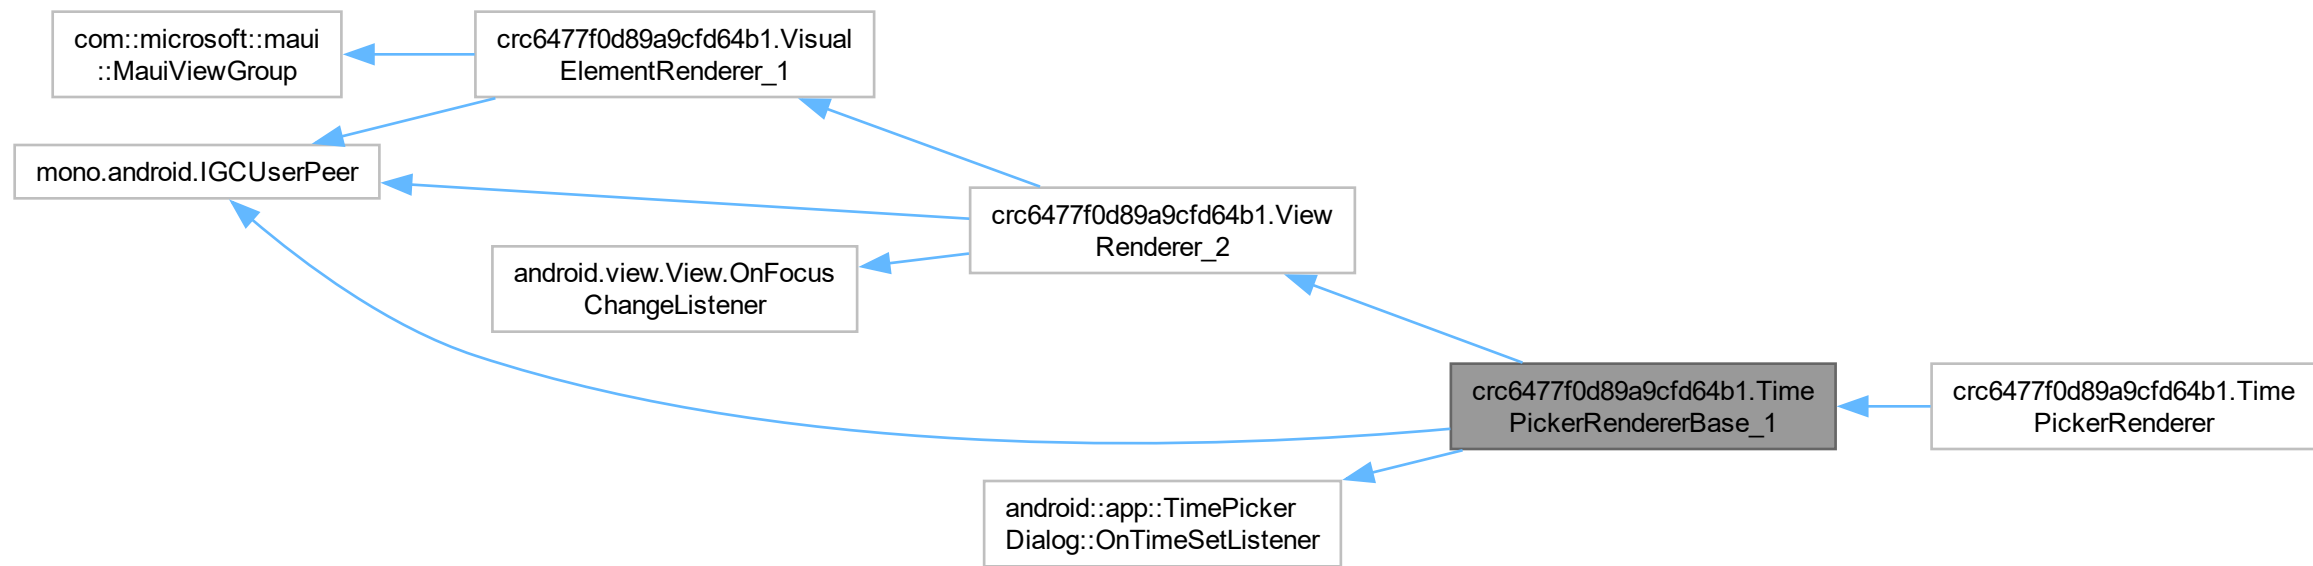 com::microsoft::maui
::MauiViewGroup
crc6477f0d89a9cfd64b1.Visual
ElementRenderer_1
mono.android.IGCUserPeer
crc6477f0d89a9cfd64b1.View
Renderer_2
android.view.View.OnFocus
ChangeListener
crc6477f0d89a9cfd64b1.Time
PickerRendererBase_1
crc6477f0d89a9cfd64b1.Time
PickerRenderer
android::app::TimePicker
Dialog::OnTimeSetListener